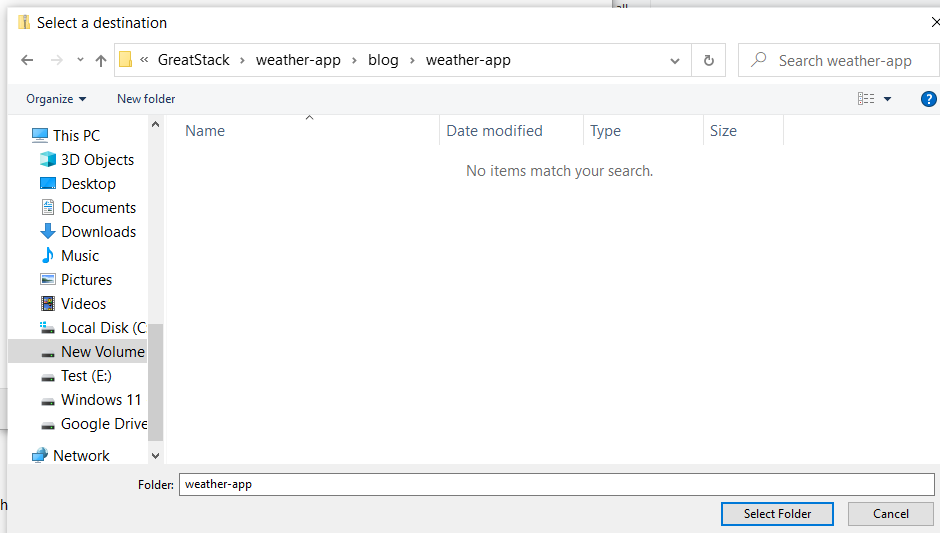 all
Select a destination
« GreatStack › weather-app › blog › weather-app
Search weather-app
Organize
New folder
This PC
3D Objects
Desktop
Documents
Downloads
Music
Pictures
Videos
Local Disk (C
New Volume
Test (E:)
Windows 11
Google Drive
Network
Name
Date modified
Type
Size
No items match your search.
h
Folder: weather-app
Select Folder
Cancel